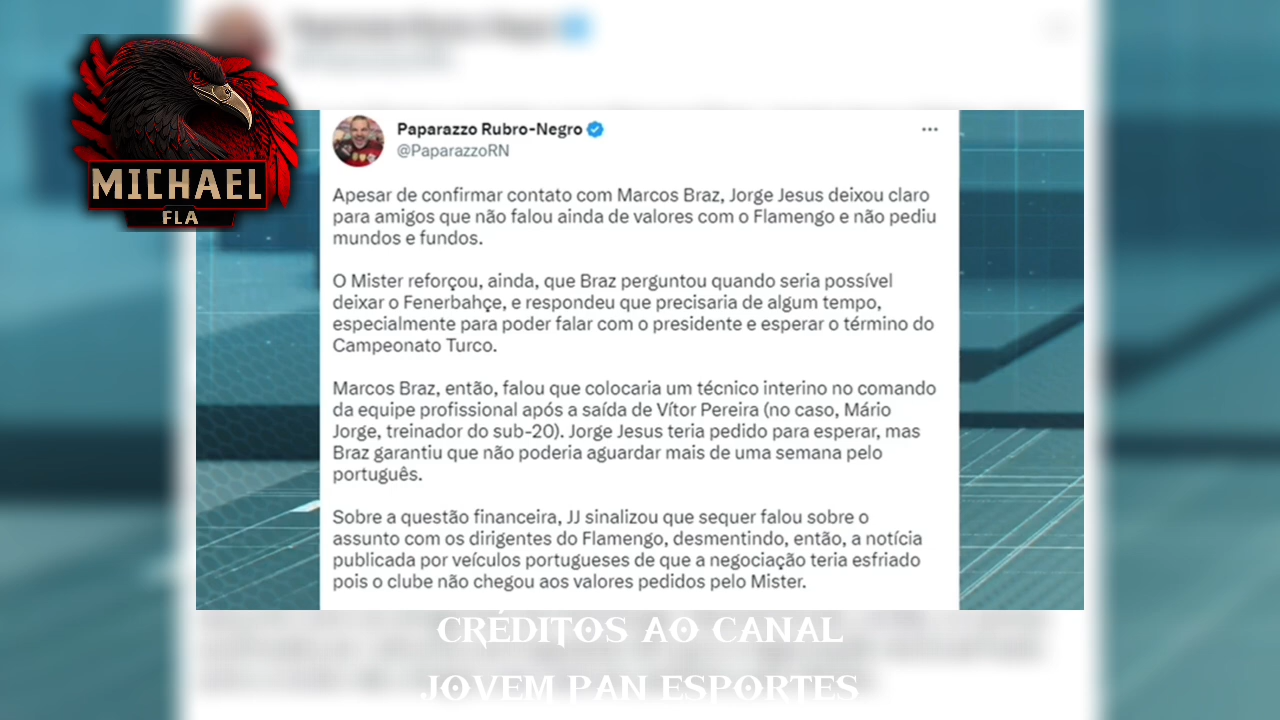 MICHAEL
FLA
Paparazzo Rubro-Negro
@PaparazzoRN
Apesar de confirmar contato com Marcos Braz, Jorge Jesus deixou claro
para amigos que não falou ainda de valores com o Flamengo e não pediu
mundos e fundos.
O Mister reforçou, ainda, que Braz perguntou quando seria possível
deixar o Fenerbahçe, e respondeu que precisaria de algum tempo,
especialmente para poder falar com o presidente e esperar o término do
Campeonato Turco.
Marcos Braz, então, falou que colocaria um técnico interino no comando
da equipe profissional após a saída de Vítor Pereira (no caso, Mário
Jorge, treinador do sub-20). Jorge Jesus teria pedido para esperar, mas
Braz garantiu que não poderia aguardar mais de uma semana pelo
português.
Sobre a questão financeira, JJ sinalizou que sequer falou sobre o
assunto com os dirigentes do Flamengo, desmentindo, então, a notícia
publicada por veículos portugueses de que a negociação teria esfriado
pois o clube não chegou aos valores pedidos pelo Mister.
CRÉDITOS AO CANAL
JOVEM PAN ESPORTES